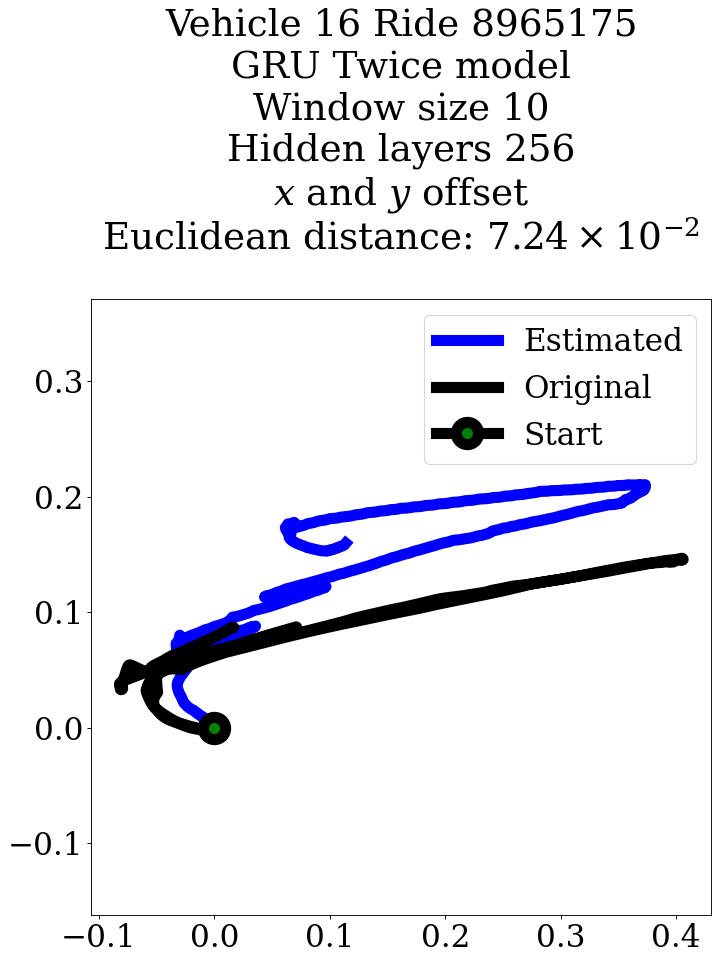 Vehicle 16 Ride 8965175
GRU Twice model
Window size 10
Hidden layers 256
x and y offset
Euclidean distance: 7.24 × 10⁻²
Estimated
Original
Start
0.3
0.2
0.1
0.0
−0.1
−0.1 0.0 0.1 0.2 0.3 0.4